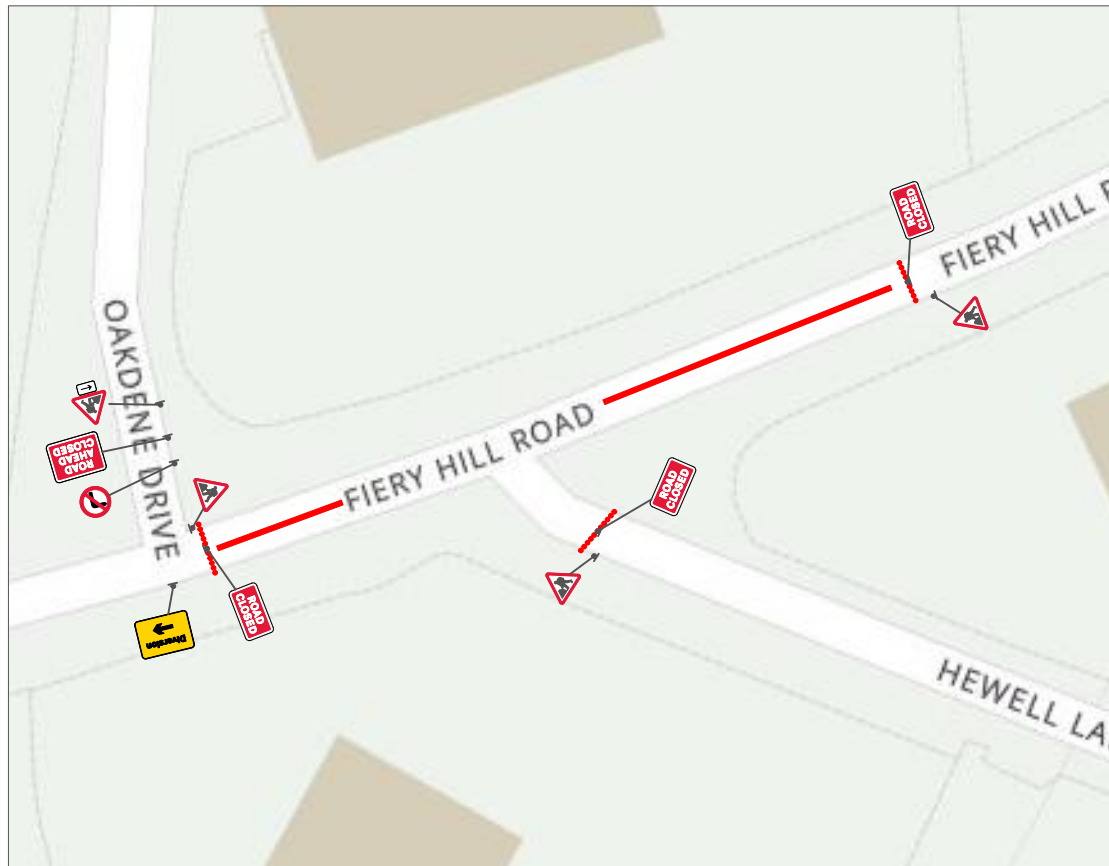 ROAD
CLOSED
FIERY HILL R
OAKDENE DRIVE
FIERY HILL ROAD
ROAD
AHEAD
CLOSED
ROAD
CLOSED
ROAD
CLOSED
Diversion
HEWELL LA